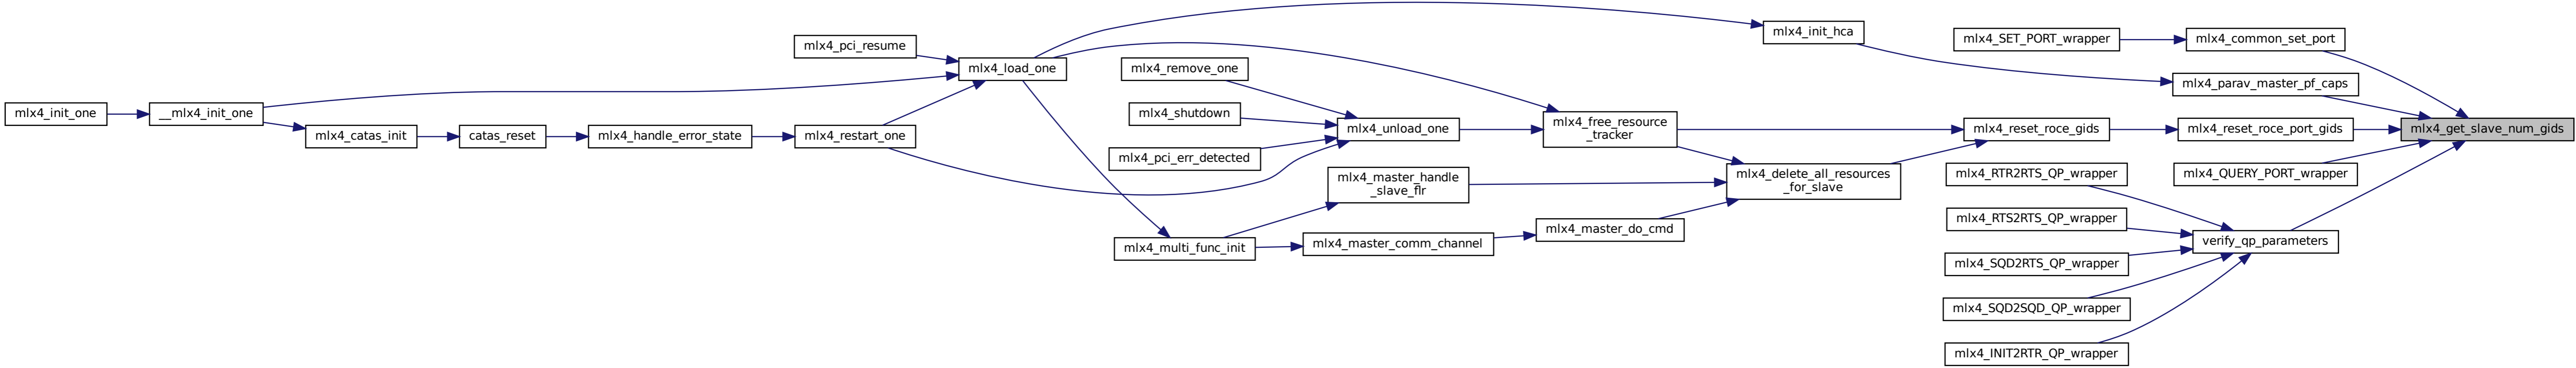 mlx4_init_one
__mlx4_init_one
mlx4_catas_init
catas_reset
mlx4_handle_error_state
mlx4_pci_resume
mlx4_restart_one
mlx4_load_one
mlx4_remove_one
mlx4_shutdown
mlx4_pci_err_detected
mlx4_multi_func_init
mlx4_unload_one
mlx4_master_handle
_slave_flr
mlx4_master_comm_channel
mlx4_free_resource
_tracker
mlx4_master_do_cmd
mlx4_init_hca
mlx4_delete_all_resources
_for_slave
mlx4_SET_PORT_wrapper
mlx4_reset_roce_gids
mlx4_RTR2RTS_QP_wrapper
mlx4_RTS2RTS_QP_wrapper
mlx4_SQD2RTS_QP_wrapper
mlx4_SQD2SQD_QP_wrapper
mlx4_INIT2RTR_QP_wrapper
mlx4_common_set_port
mlx4_parav_master_pf_caps
mlx4_reset_roce_port_gids
mlx4_QUERY_PORT_wrapper
verify_qp_parameters
mlx4_get_slave_num_gids